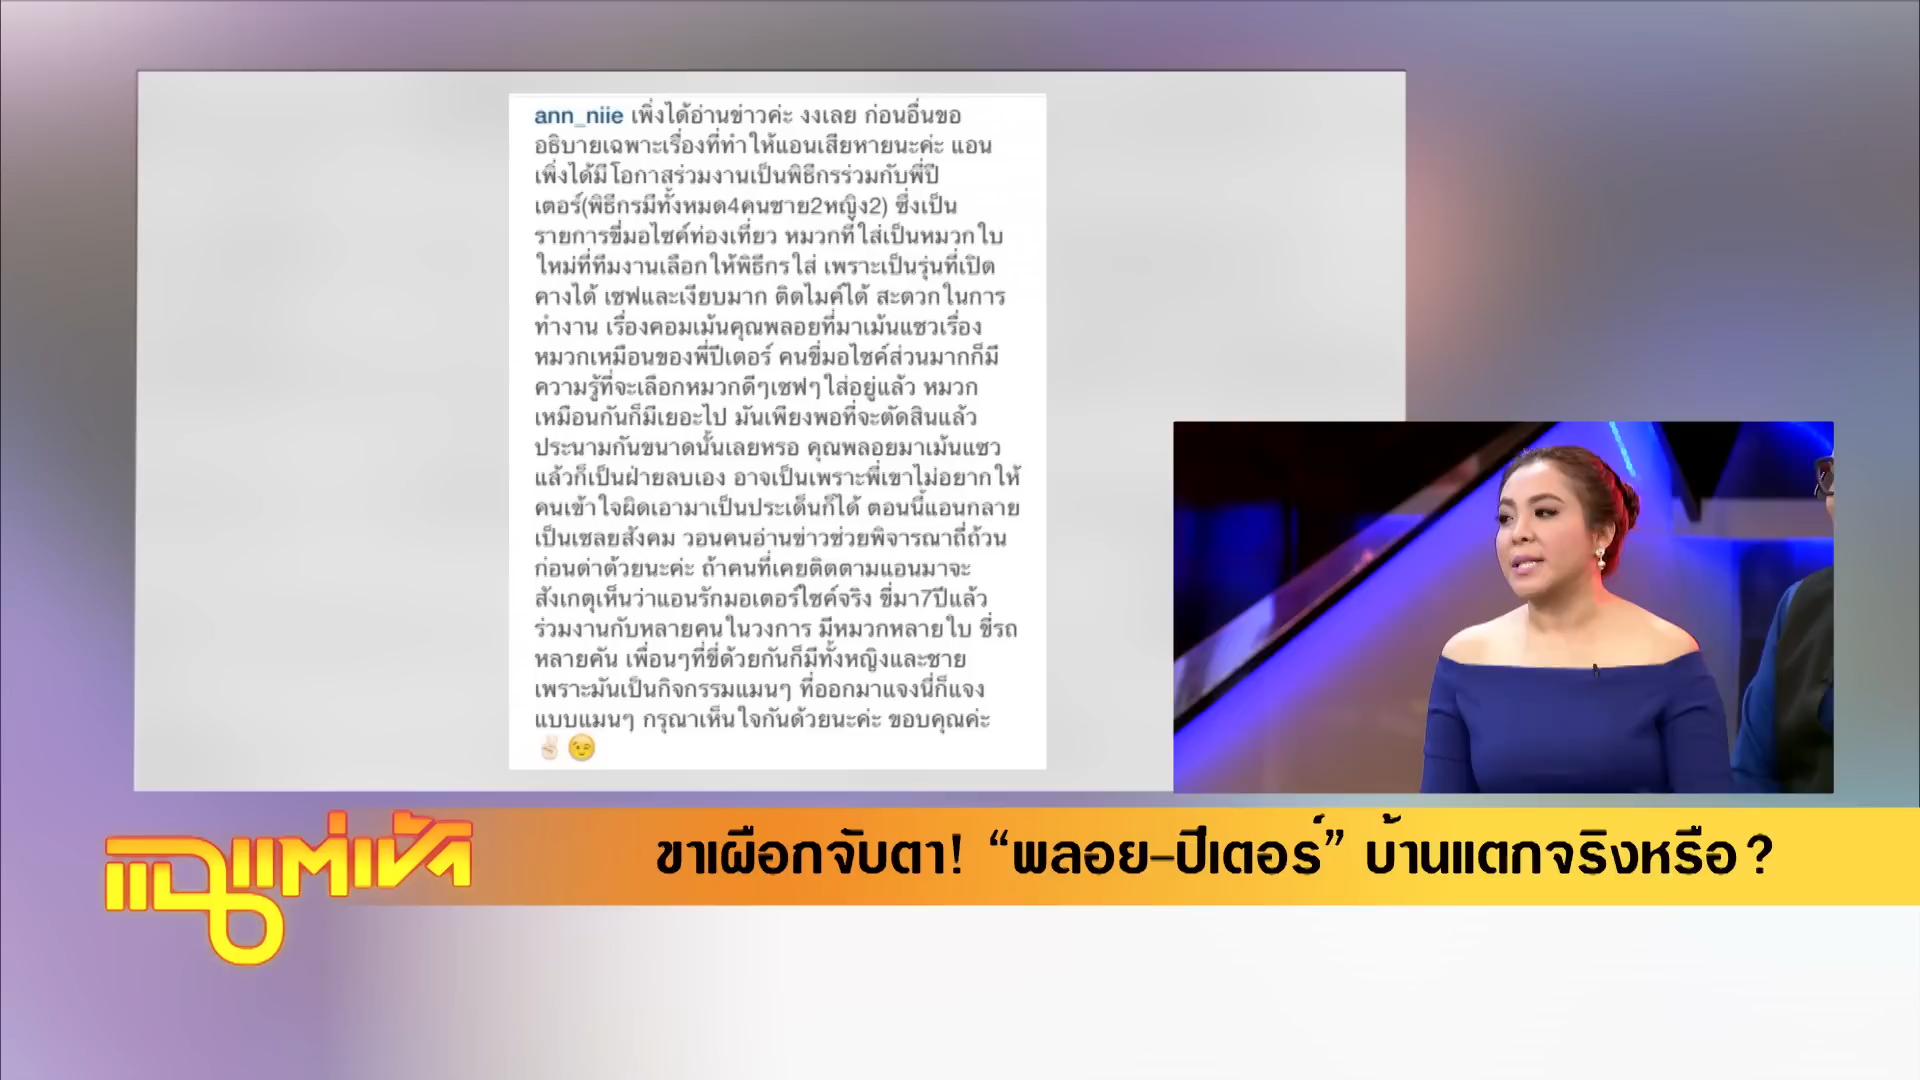 ann_niie เพิ่งได้อ่านข่าวค่ะ งงเลย ก่อนอื่นขอ
อธิบายเฉพาะเรื่องที่ทำให้แอนเสียหายนะค่ะ แอน
เพิ่งได้มีโอกาสร่วมงานเป็นพิธีกรร่วมกับพี่ปี
เตอร์(พิธีกรมีทั้งหมด4คนชาย2หญิง2) ซึ่งเป็น
รายการขี่มอไซค์ท่องเที่ยว หมวกที่ใส่เป็นหมวกใบ
ใหม่ที่ทีมงานเลือกให้พิธีกรใส่ เพราะเป็นรุ่นที่เปิด
คางได้ เซฟและเงียบมาก ติดไมค์ได้ สะดวกในการ
ทำงาน เรื่องคอมเม้นคุณพลอยที่มาเม้นแซวเรื่อง
หมวกเหมือนของพี่ปีเตอร์ คนขี่มอไซค์ส่วนมากก็มี
ความรู้ที่จะเลือกหมวกดีๆเซฟๆใส่อยู่แล้ว หมวก
เหมือนกันก็มีเยอะไป มันเพียงพอที่จะตัดสินแล้ว
ประนามกันขนาดนั้นเลยหรอ คุณพลอยมาเม้นแซว
แล้วก็เป็นฝ่ายลบเอง อาจเป็นเพราะพี่เขาไม่อยากให้
คนเข้าใจผิดเอามาเป็นประเด็นก็ได้ ตอนนี้แอนกลาย
เป็นเชลยสังคม วอนคนอ่านข่าวช่วยพิจารณาถี่ถ้วน
ก่อนด่าด้วยนะค่ะ ถ้าคนที่เคยติดตามแอนมาจะ
สังเกตุเห็นว่าแอนรักมอเตอร์ไซค์จริง ขี่มา7ปีแล้ว
ร่วมงานกับหลายคนในวงการ มีหมวกหลายใบ ขี่รถ
หลายคัน เพื่อนๆที่ขี่ด้วยกันก็มีทั้งหญิงและชาย
เพราะมันเป็นกิจกรรมแมนๆ ที่ออกมาแจงนี่ก็แจง
แบบแมนๆ กรุณาเห็นใจกันด้วยนะค่ะ ขอบคุณค่ะ
✌🏻 😉
แฉแต่เช้า
ขาเผือกจับตา! “พลอย-ปีเตอร์” บ้านแตกจริงหรือ?